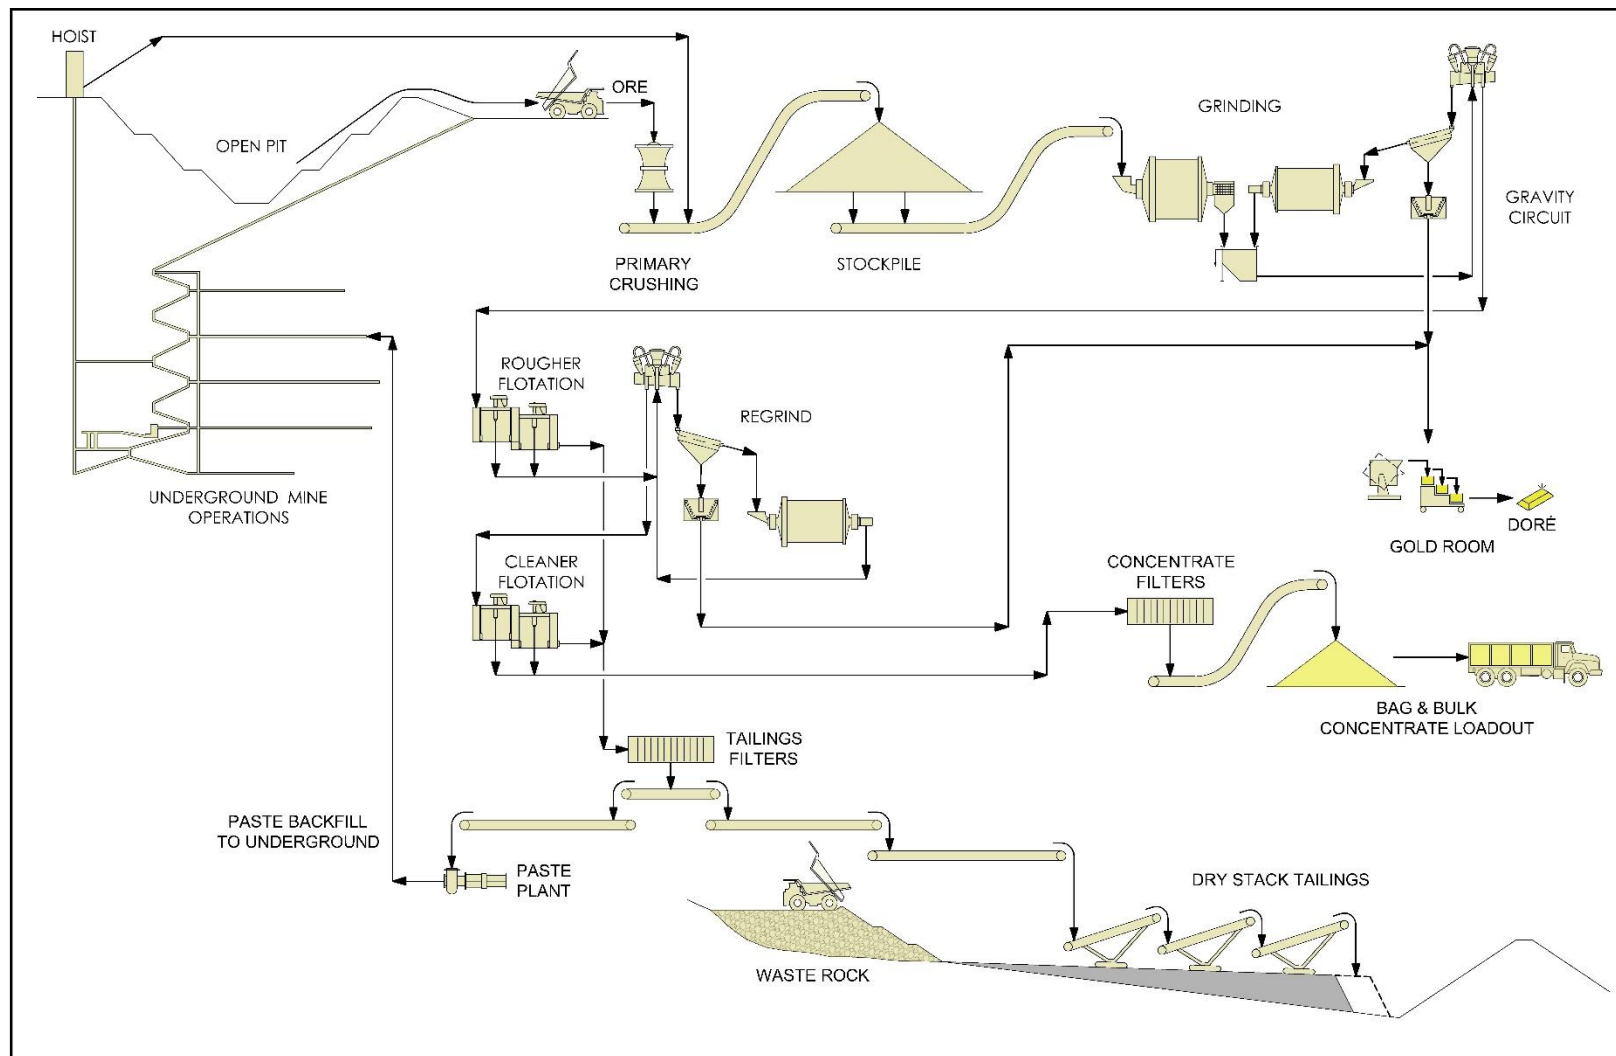 HOIST
ORE
OPEN PIT
GRINDING
GRAVITY
CIRCUIT
PRIMARY
CRUSHING
STOCKPILE
ROUGHER
FLOTATION
REGRIND
UNDERGROUND MINE
OPERATIONS
DORÉ
GOLD ROOM
CLEANER
FLOTATION
CONCENTRATE
FILTERS
BAG & BULK
CONCENTRATE LOADOUT
TAILINGS
FILTERS
PASTE BACKFILL
TO UNDERGROUND
PASTE
PLANT
DRY STACK TAILINGS
WASTE ROCK